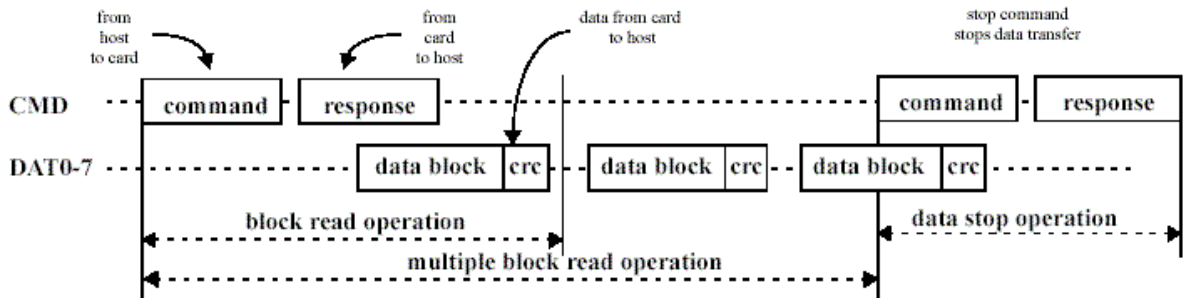 from
host
to card
from
card
to host
data from card
to host
stop command
stops data transfer
CMD
command
response
command
response
DAT0-7
data block
crc
data block
crc
data block
crc
block read operation
data stop operation
multiple block read operation